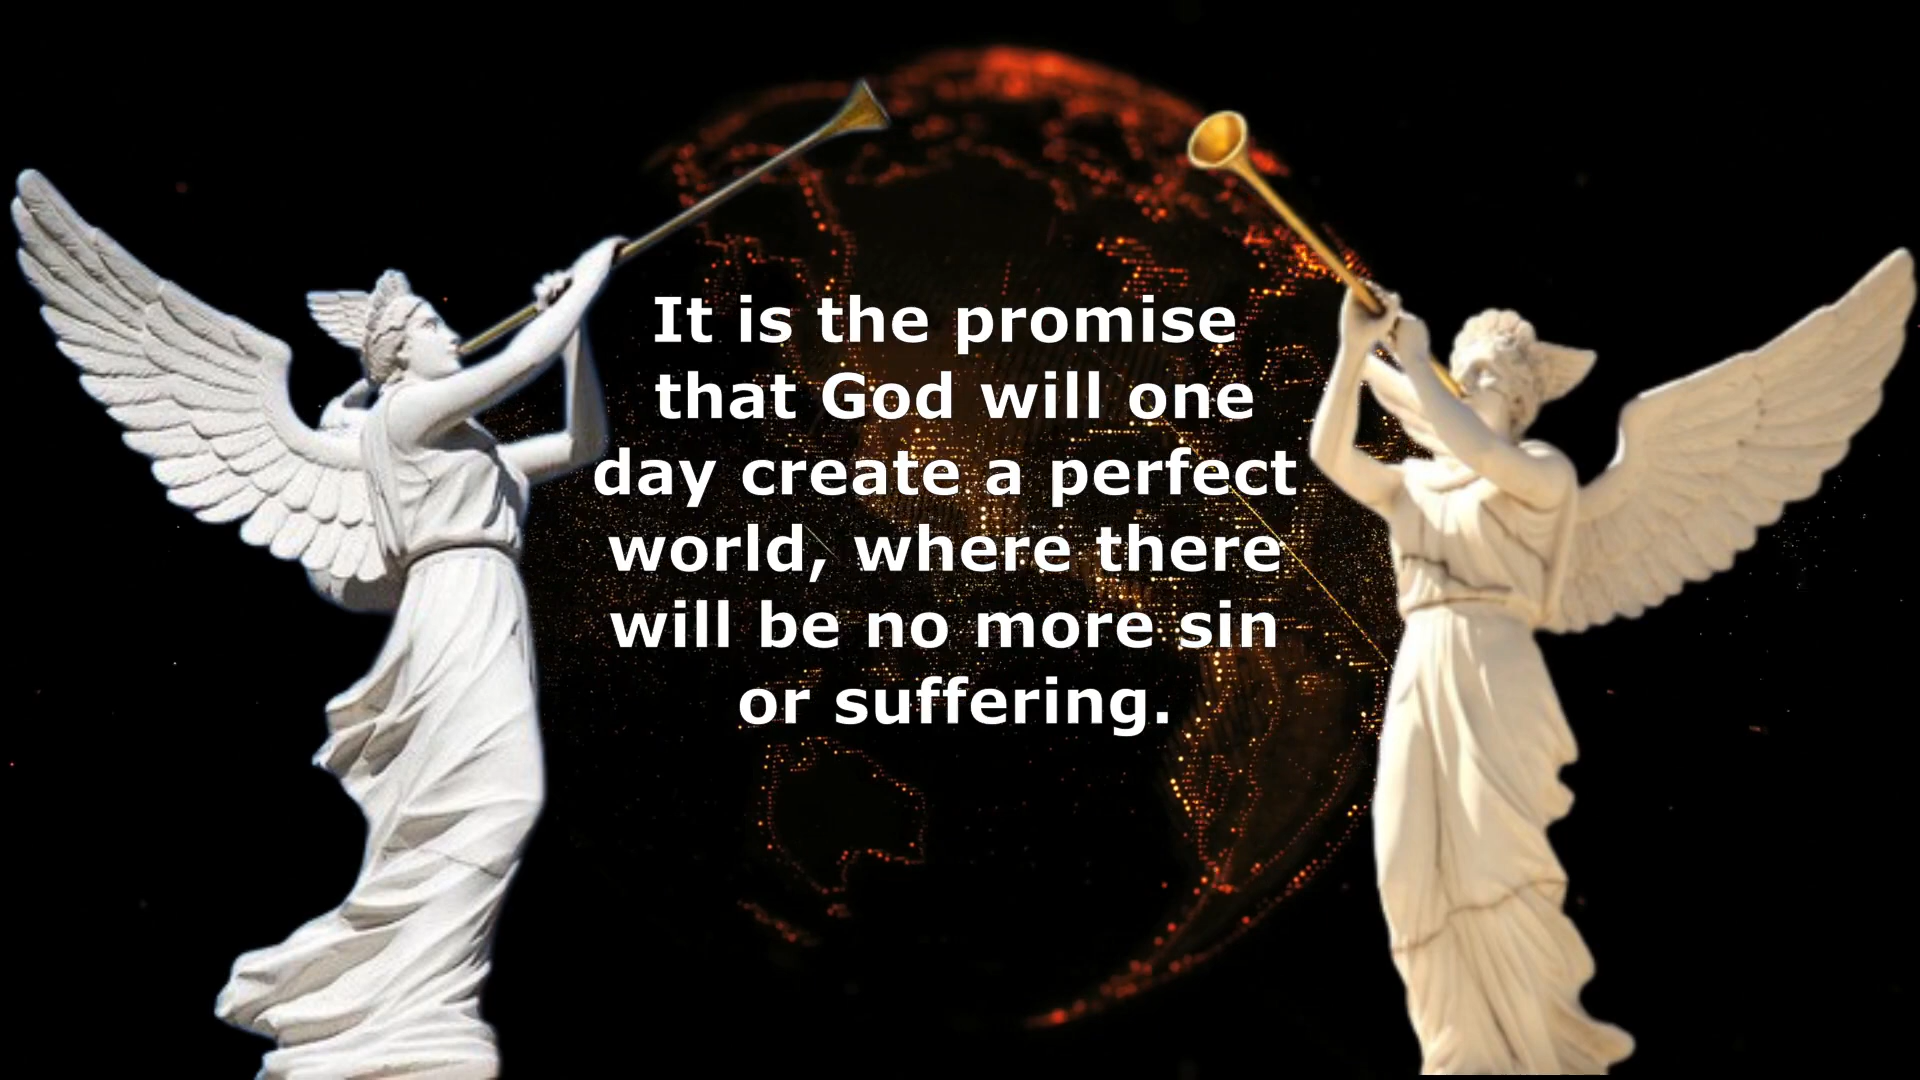 It is the promise
that God will one
day create a perfect
world, where there
will be no more sin
or suffering.